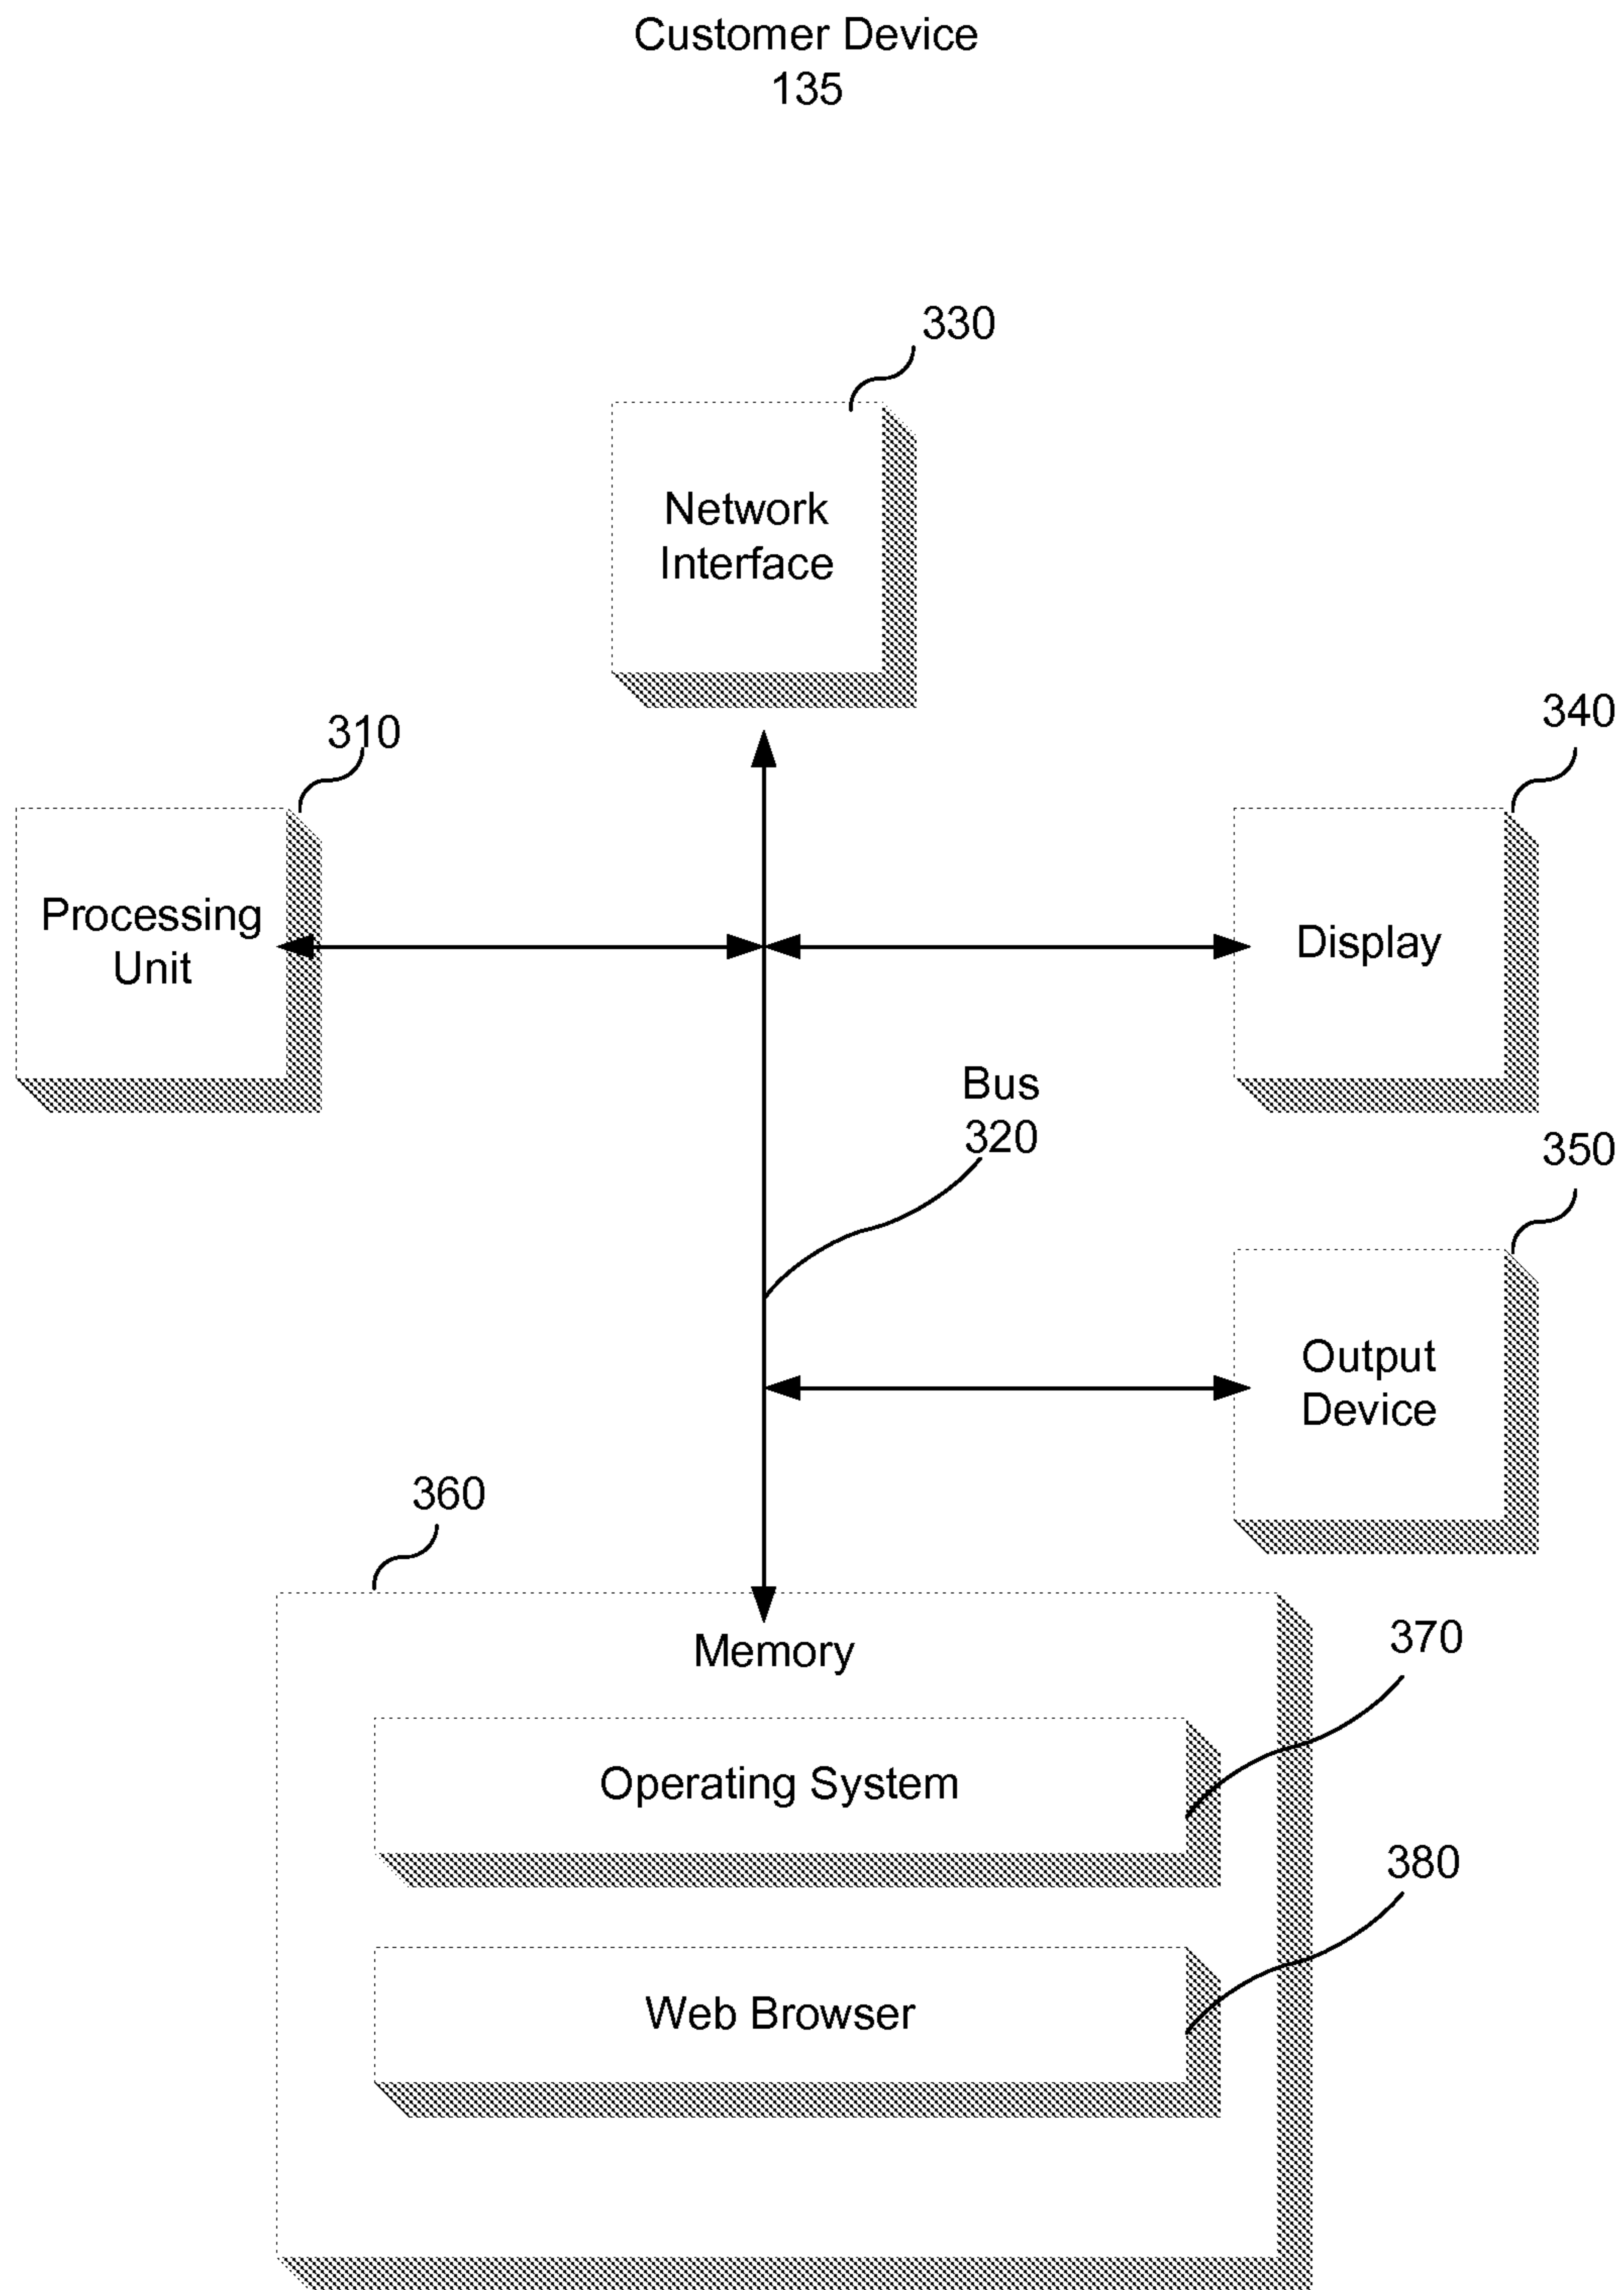 Customer Device
135
330
Network
Interface
310
340
Processing
Unit
Display
Bus
320
350
Output
Device
360
Memory
370
Operating System
380
Web Browser